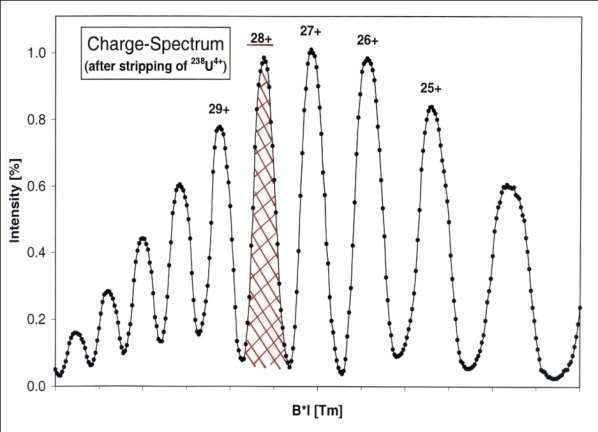 Charge-Spectrum
(after stripping of ²³⁸U⁴⁺)
28+
27+
26+
25+
29+
1.0
0.8
0.6
0.4
0.2
0.0
Intensity [%]
B*l [Tm]